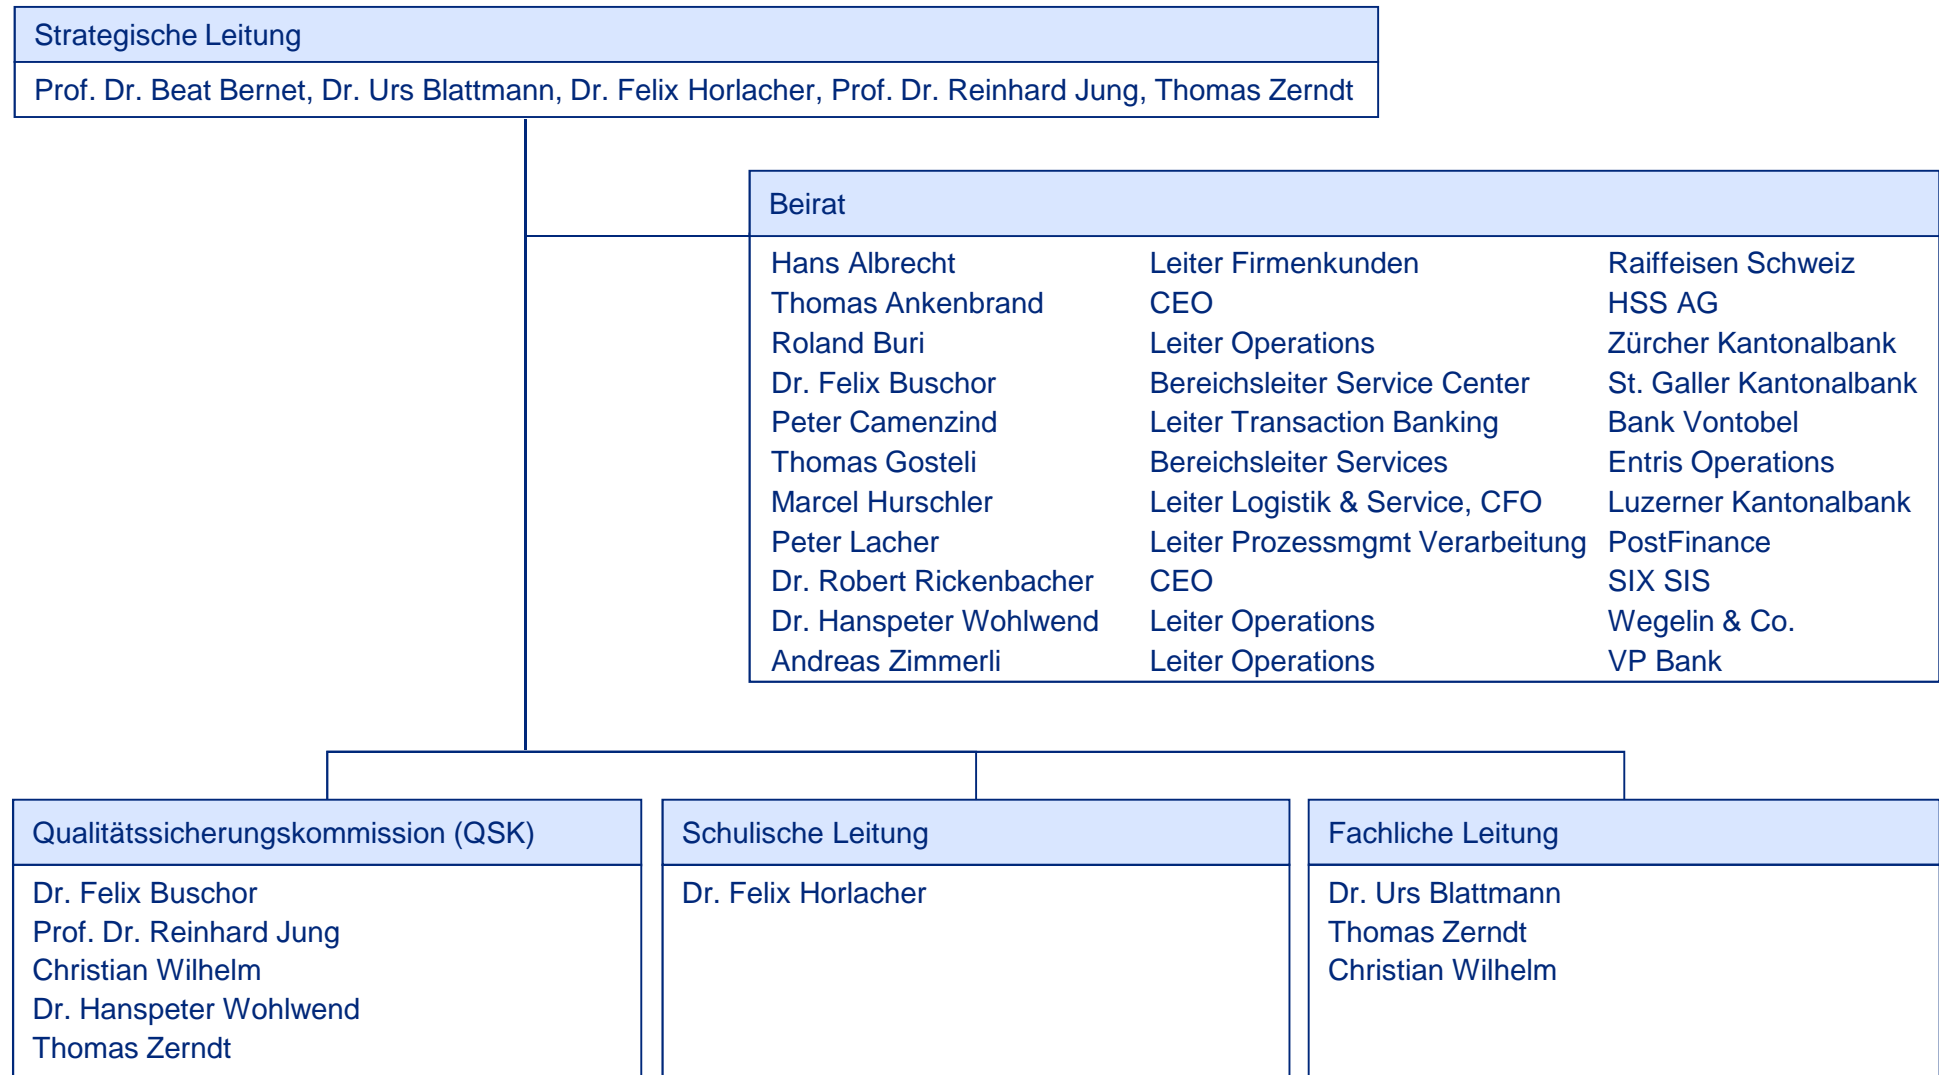 Strategische Leitung
Prof. Dr. Beat Bernet, Dr. Urs Blattmann, Dr. Felix Horlacher, Prof. Dr. Reinhard Jung, Thomas Zerndt
Beirat
Hans Albrecht Leiter Firmenkunden Raiffeisen Schweiz
Thomas Ankenbrand CEO HSS AG
Roland Buri Leiter Operations Zürcher Kantonalbank
Dr. Felix Buschor Bereichsleiter Service Center St. Galler Kantonalbank
Peter Camenzind Leiter Transaction Banking Bank Vontobel
Thomas Gosteli Bereichsleiter Services Entris Operations
Marcel Hurschler Leiter Logistik & Service, CFO Luzerner Kantonalbank
Peter Lacher Leiter Prozessmgmt Verarbeitung PostFinance
Dr. Robert Rickenbacher CEO SIX SIS
Dr. Hanspeter Wohlwend Leiter Operations Wegelin & Co.
Andreas Zimmerli Leiter Operations VP Bank
Qualitätssicherungskommission (QSK)
Dr. Felix Buschor
Prof. Dr. Reinhard Jung
Christian Wilhelm
Dr. Hanspeter Wohlwend
Thomas Zerndt
Schulische Leitung
Dr. Felix Horlacher
Fachliche Leitung
Dr. Urs Blattmann
Thomas Zerndt
Christian Wilhelm